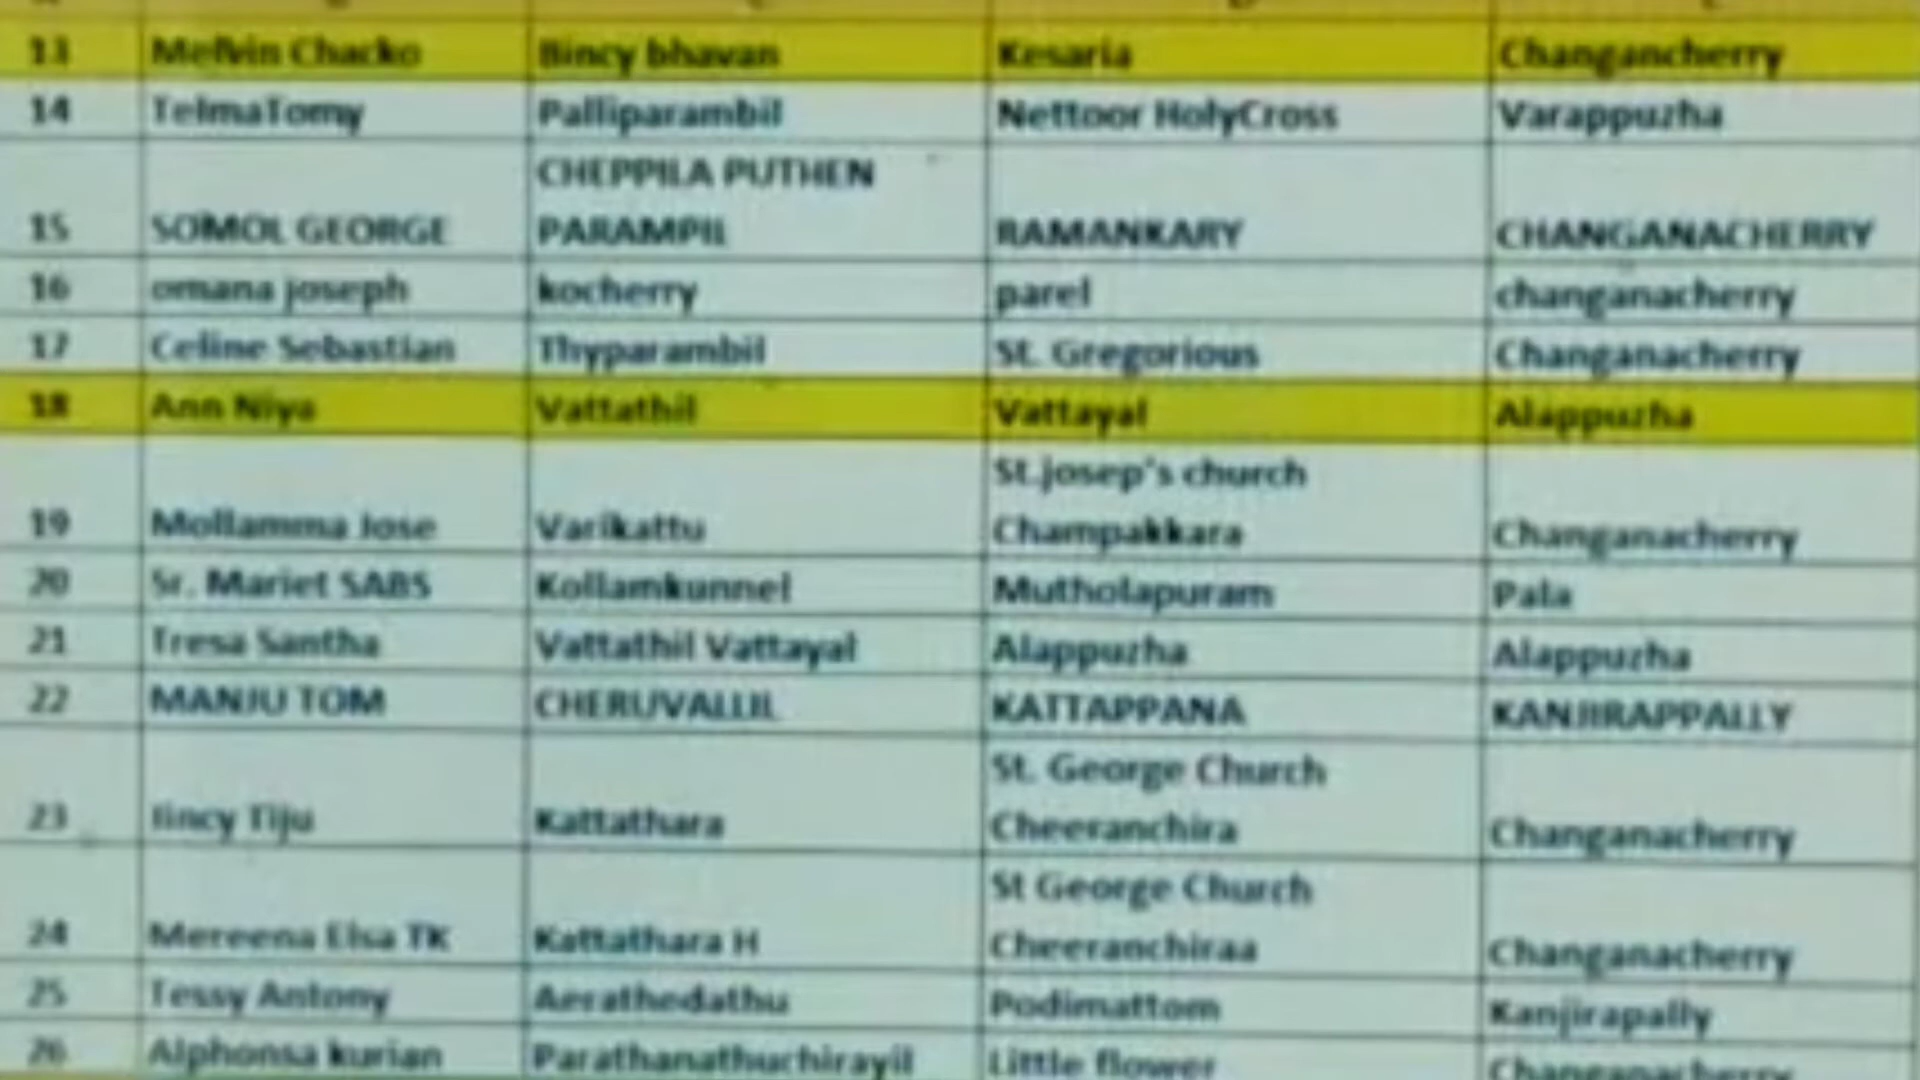 13 Melvin Chacko Bincy bhavan Kesaria Changancherry
14 TelmaTomy Palliparambil Nettoor HolyCross Varappuzha
CHEPPILA PUTHEN
15 SOMOL GEORGE PARAMPIL RAMANKARY CHANGANACHERRY
16 omana joseph kocherry parel changanacherry
17 Celine Sebastian Thyparambil St. Gregorious Changanacherry
18 Ann Niya Vattathil Vattayal Alappuzha
St.josep's church
19 Mollamma Jose Varikattu Champakkara Changanacherry
20 Sr. Mariet SABS Kollamkunnel Mutholapuram Pala
21 Tresa Santha Vattathil Vattayal Alappuzha Alappuzha
22 MANJU TOM CHERUVALLIL KATTAPPANA KANJIRAPPALLY
St. George Church
23 Tiju Kattathara Cheeranchira Changanacherry
St George Church
24 Mereena Elsa TK Kattathara H Cheeranchiraa Changanacherry
25 Tessy Antony Aerathedathu Podimattom Kanjirapally
26 Alphonsa kurian Parathanathuchirayil Little flower Changanacherry